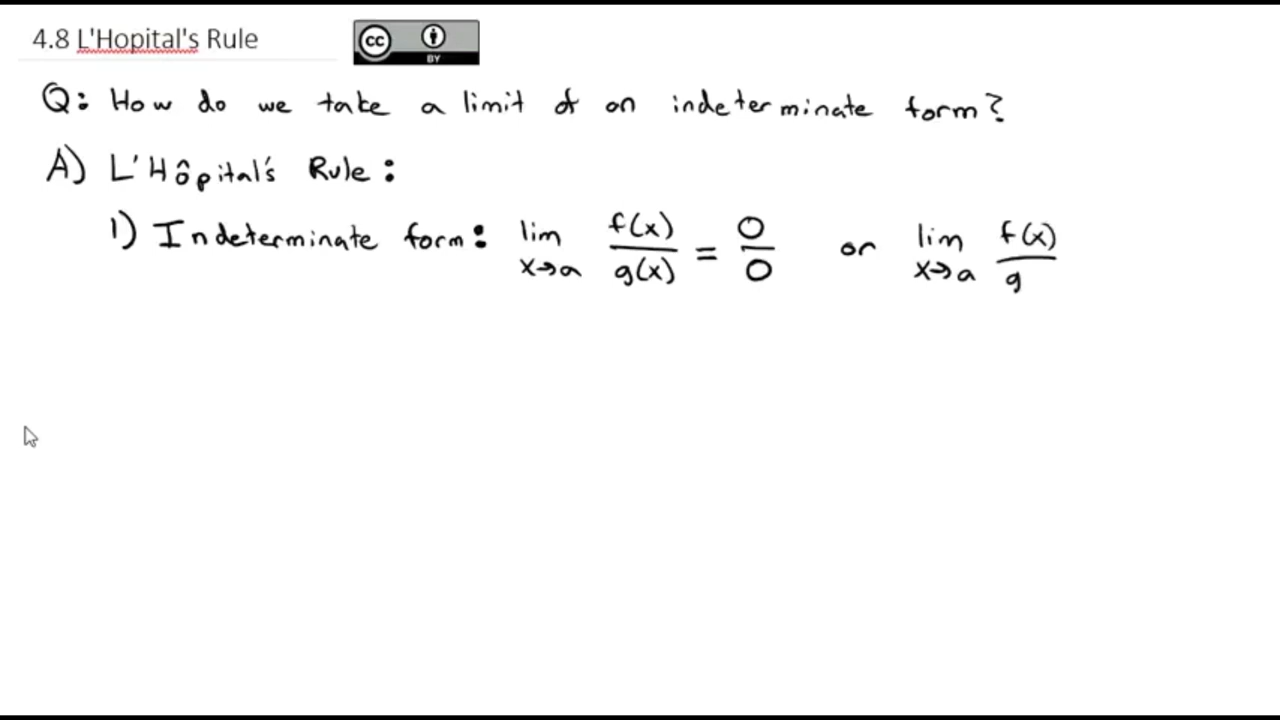 4.8 L'Hopital's Rule
cc BY
Q: How do we take a limit of an indeterminate form?
A) L'Hôpital's Rule:
1) Indeterminate form: lim x→a f(x)/g(x) = 0/0 or lim x→a f(x)/g